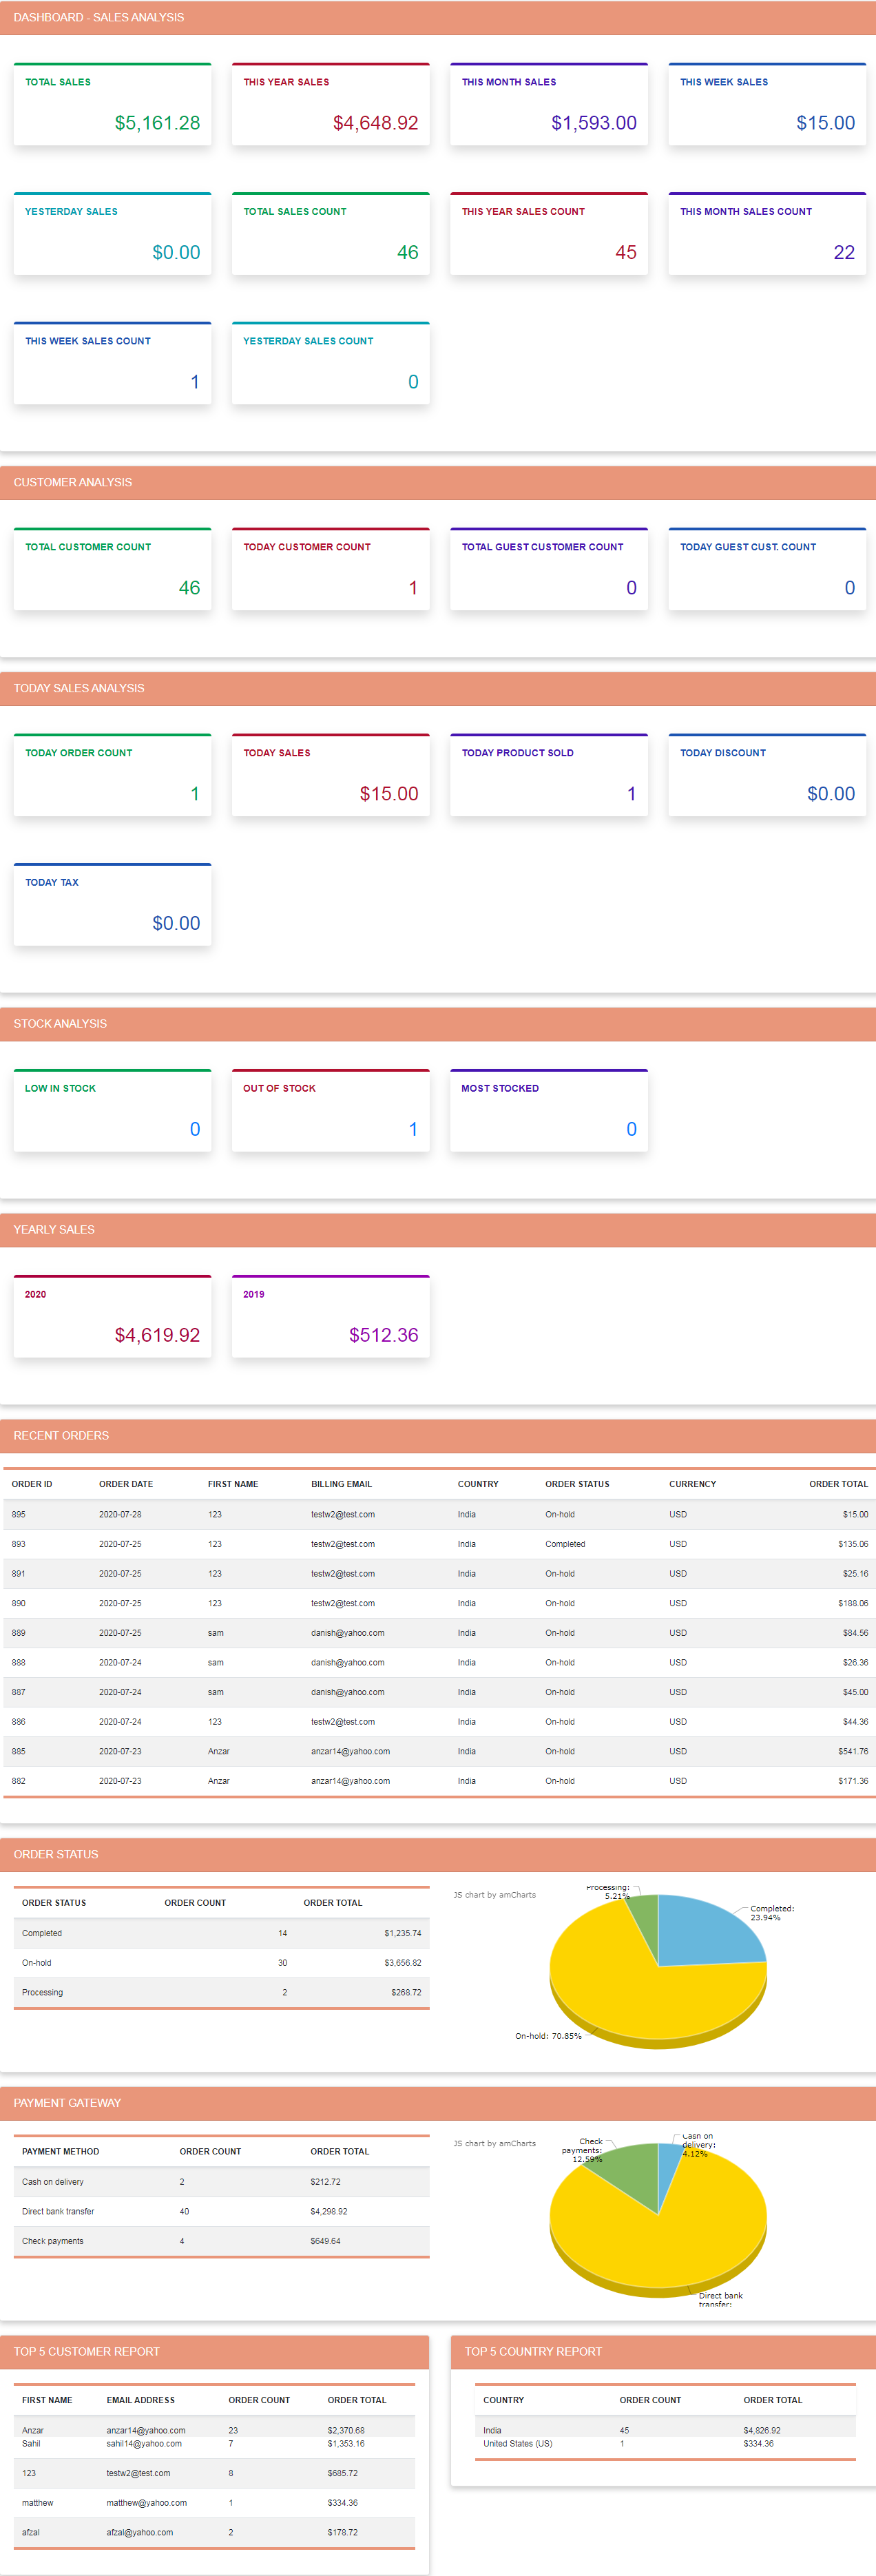 DASHBOARD - SALES ANALYSIS
TOTAL SALES
$5,161.28
THIS YEAR SALES
$4,648.92
THIS MONTH SALES
$1,593.00
THIS WEEK SALES
$15.00
YESTERDAY SALES
$0.00
TOTAL SALES COUNT
46
THIS YEAR SALES COUNT
45
THIS MONTH SALES COUNT
22
THIS WEEK SALES COUNT
1
YESTERDAY SALES COUNT
0
CUSTOMER ANALYSIS
TOTAL CUSTOMER COUNT
46
TODAY CUSTOMER COUNT
1
TOTAL GUEST CUSTOMER COUNT
0
TODAY GUEST CUST. COUNT
0
TODAY SALES ANALYSIS
TODAY ORDER COUNT
1
TODAY SALES
$15.00
TODAY PRODUCT SOLD
1
TODAY DISCOUNT
$0.00
TODAY TAX
$0.00
STOCK ANALYSIS
LOW IN STOCK
0
OUT OF STOCK
1
MOST STOCKED
0
YEARLY SALES
2020
$4,619.92
2019
$512.36
RECENT ORDERS
ORDER ID ORDER DATE FIRST NAME BILLING EMAIL COUNTRY ORDER STATUS CURRENCY ORDER TOTAL
895 2020-07-28 123 testw2@test.com India On-hold USD $15.00
893 2020-07-25 123 testw2@test.com India Completed USD $135.06
891 2020-07-25 123 testw2@test.com India On-hold USD $25.16
890 2020-07-25 123 testw2@test.com India On-hold USD $188.06
889 2020-07-25 sam danish@yahoo.com India On-hold USD $84.56
888 2020-07-24 sam danish@yahoo.com India On-hold USD $26.36
887 2020-07-24 sam danish@yahoo.com India On-hold USD $45.00
886 2020-07-24 123 testw2@test.com India On-hold USD $44.36
885 2020-07-23 Anzar anzar14@yahoo.com India On-hold USD $541.76
882 2020-07-23 Anzar anzar14@yahoo.com India On-hold USD $171.36
ORDER STATUS
ORDER STATUS ORDER COUNT ORDER TOTAL
Completed 14 $1,235.74
On-hold 30 $3,656.82
Processing 2 $268.72
JS chart by amCharts
Processing:
5.21%
Completed:
23.94%
On-hold: 70.85%
PAYMENT GATEWAY
PAYMENT METHOD ORDER COUNT ORDER TOTAL
Cash on delivery 2 $212.72
Direct bank transfer 40 $4,298.92
Check payments 4 $649.64
JS chart by amCharts
Check
payments:
12.59%
Cash on
delivery:
4.12%
Direct bank
transfer:
TOP 5 CUSTOMER REPORT
FIRST NAME EMAIL ADDRESS ORDER COUNT ORDER TOTAL
Anzar anzar14@yahoo.com 23 $2,370.68
Sahil sahil14@yahoo.com 7 $1,353.16
123 testw2@test.com 8 $685.72
matthew matthew@yahoo.com 1 $334.36
afzal afzal@yahoo.com 2 $178.72
TOP 5 COUNTRY REPORT
COUNTRY ORDER COUNT ORDER TOTAL
India 45 $4,826.92
United States (US) 1 $334.36